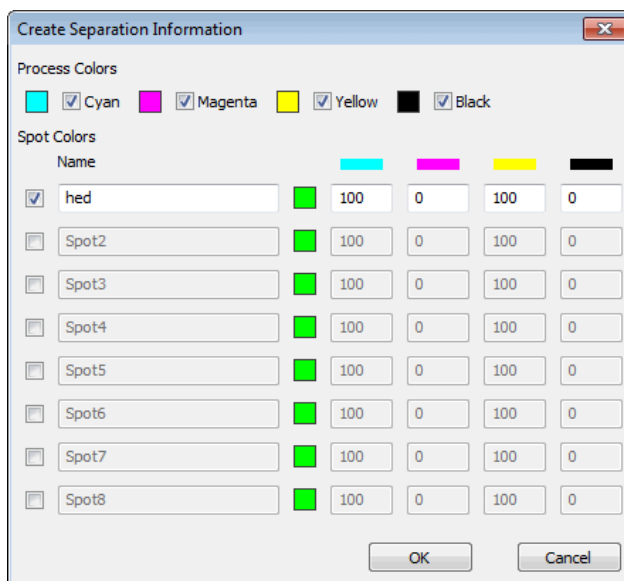 Create Separation Information
Process Colors
Cyan Magenta Yellow Black
Spot Colors
Name
hed 100 0 100 0
Spot2 100 0 100 0
Spot3 100 0 100 0
Spot4 100 0 100 0
Spot5 100 0 100 0
Spot6 100 0 100 0
Spot7 100 0 100 0
Spot8 100 0 100 0
OK Cancel